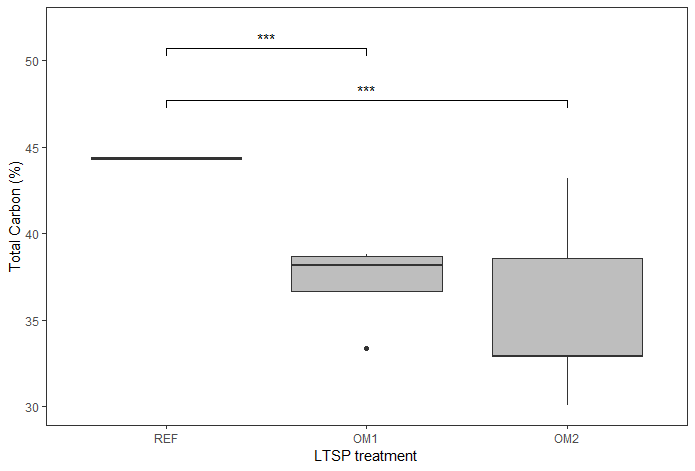 ***
***
50
45
40
35
30
Total Carbon (%)
REF OM1 OM2
LTSP treatment